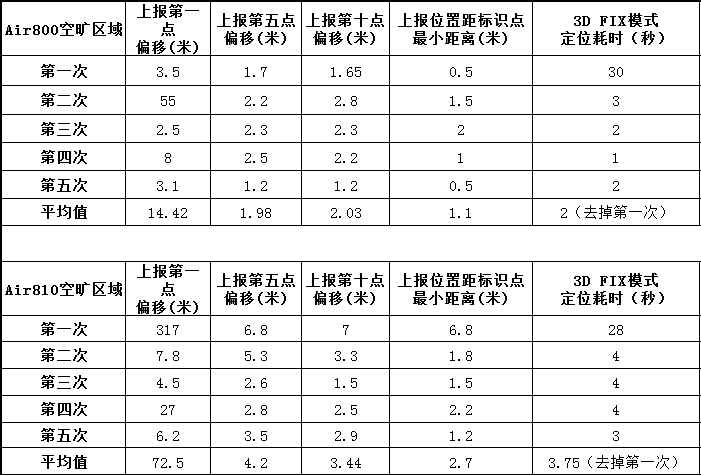 Air800空旷区域 上报第一点偏移(米) 上报第五点偏移(米) 上报第十点偏移(米) 上报位置距标识点最小距离(米) 3D FIX模式定位耗时（秒）
第一次 3.5 1.7 1.65 0.5 30
第二次 55 2.2 2.8 1.5 3
第三次 2.5 2.3 2.3 2 2
第四次 8 2.5 2.2 1 1
第五次 3.1 1.2 1.2 0.5 2
平均值 14.42 1.98 2.03 1.1 2（去掉第一次）
Air810空旷区域 上报第一点偏移(米) 上报第五点偏移(米) 上报第十点偏移(米) 上报位置距标识点最小距离(米) 3D FIX模式定位耗时（秒）
第一次 317 6.8 7 6.8 28
第二次 7.8 5.3 3.3 1.8 4
第三次 4.5 2.6 1.5 1.5 4
第四次 27 2.8 2.5 2.2 4
第五次 6.2 3.5 2.9 1.2 3
平均值 72.5 4.2 3.44 2.7 3.75（去掉第一次）